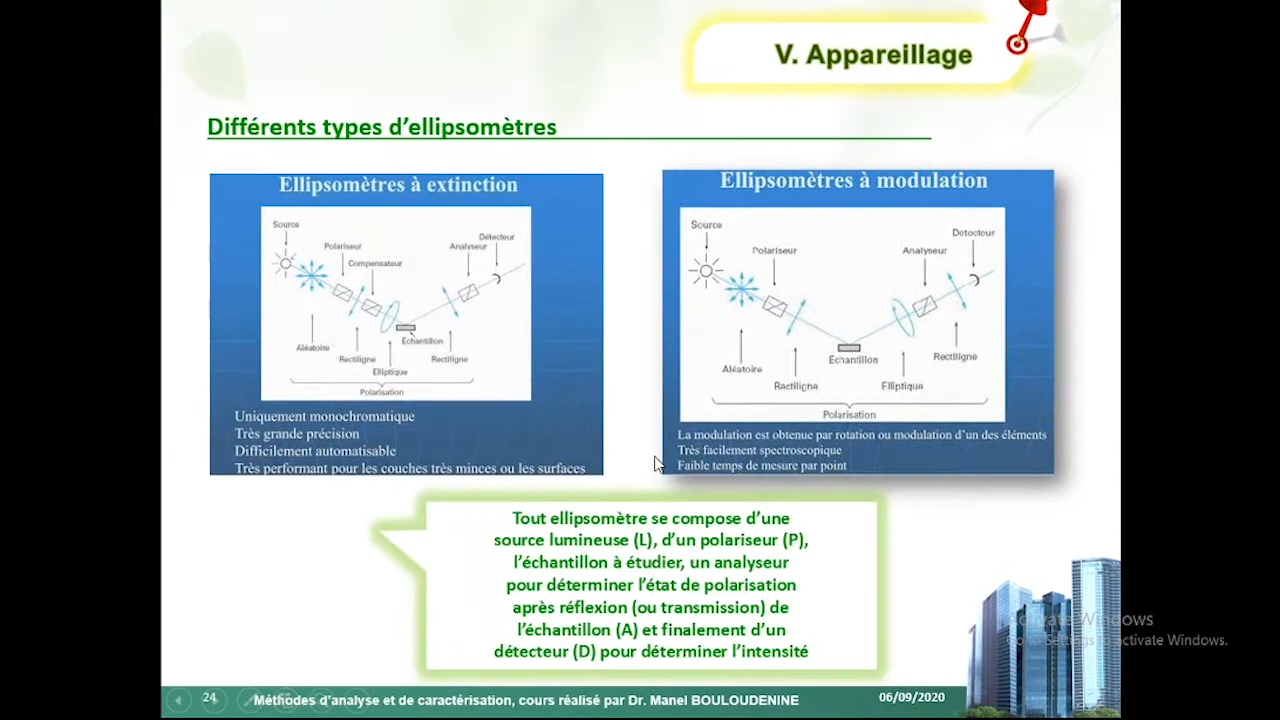 V. Appareillage
Différents types d'ellipsomètres
Ellipsomètres à extinction
Source
Polariseur
Compensateur
Analyseur
Détecteur
Échantillon
Aléatoire
Rectiligne
Elliptique
Rectiligne
Polarisation
Uniquement monochromatique
Très grande précision
Difficilement automatisable
Très performant pour les couches très minces ou les surfaces
Ellipsomètres à modulation
Source
Polariseur
Analyseur
Détecteur
Échantillon
Aléatoire
Rectiligne
Elliptique
Rectiligne
Polarisation
La modulation est obtenue par rotation ou modulation d'un des éléments
Très facilement spectroscopique
Faible temps de mesure par point
Tout ellipsomètre se compose d'une
source lumineuse (L), d'un polariseur (P),
l'échantillon à étudier, un analyseur
pour déterminer l'état de polarisation
après réflexion (ou transmission) de
l'échantillon (A) et finalement d'un
détecteur (D) pour déterminer l'intensité
Activate Windows
Go to Settings to activate Windows.
24
Méthodes d'analyse et de caractérisation, cours réalisé par Dr. Manel BOULOUDENINE
06/09/2020